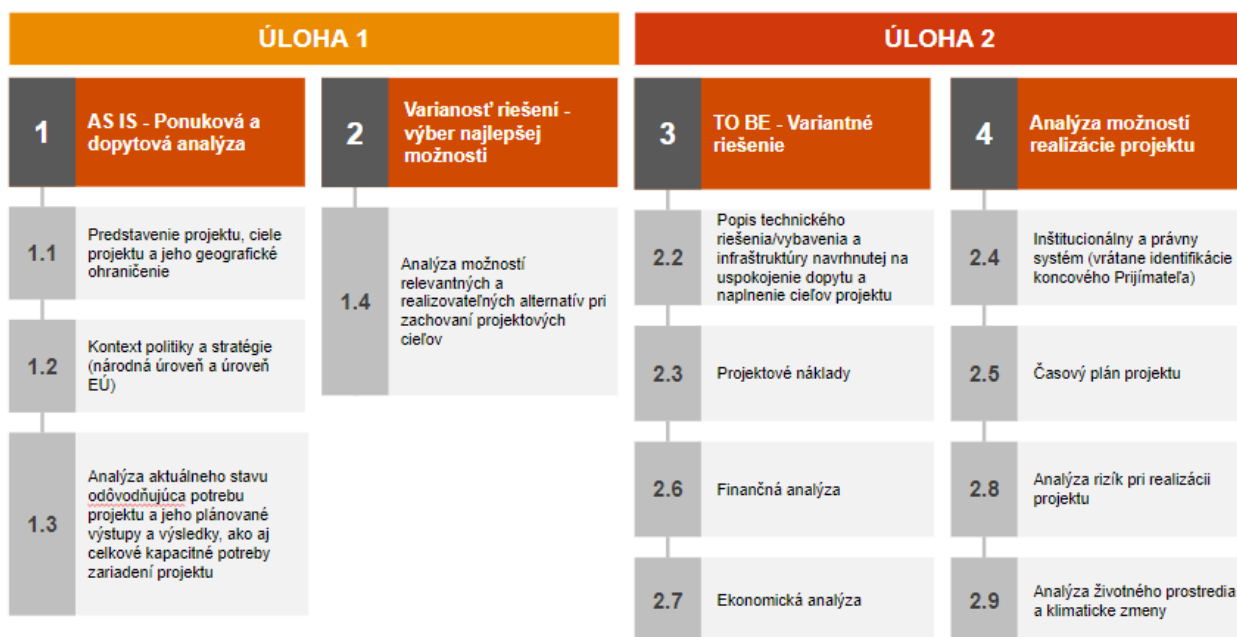 ÚLOHA 1
1
AS IS - Ponuková a
dopytová analýza
1.1
Predstavenie projektu, ciele
projektu a jeho geografické
ohraničenie
1.2
Kontext politiky a stratégie
(národná úroveň a úroveň
EÚ)
1.3
Analýza aktuálneho stavu
odôvodňujúca potrebu
projektu a jeho plánované
výstupy a výsledky, ako aj
celkové kapacitné potreby
zariadení projektu
2
Varianosť riešení -
výber najlepšej
možnosti
1.4
Analýza možností
relevantných a
realizovateľných alternatív pri
zachovaní projektových
cieľov
ÚLOHA 2
3
TO BE - Variantné
riešenie
2.2
Popis technického
riešenia/vybavenia a
infraštruktúry navrhnutej na
uspokojenie dopytu a
naplnenie cieľov projektu
2.3
Projektové náklady
2.6
Finančná analýza
2.7
Ekonomická analýza
4
Analýza možností
realizácie projektu
2.4
Inštitucionálny a právny
systém (vrátane identifikácie
koncového Prijímateľa)
2.5
Časový plán projektu
2.8
Analýza rizík pri realizácii
projektu
2.9
Analýza životného prostredia
a klimaticke zmeny